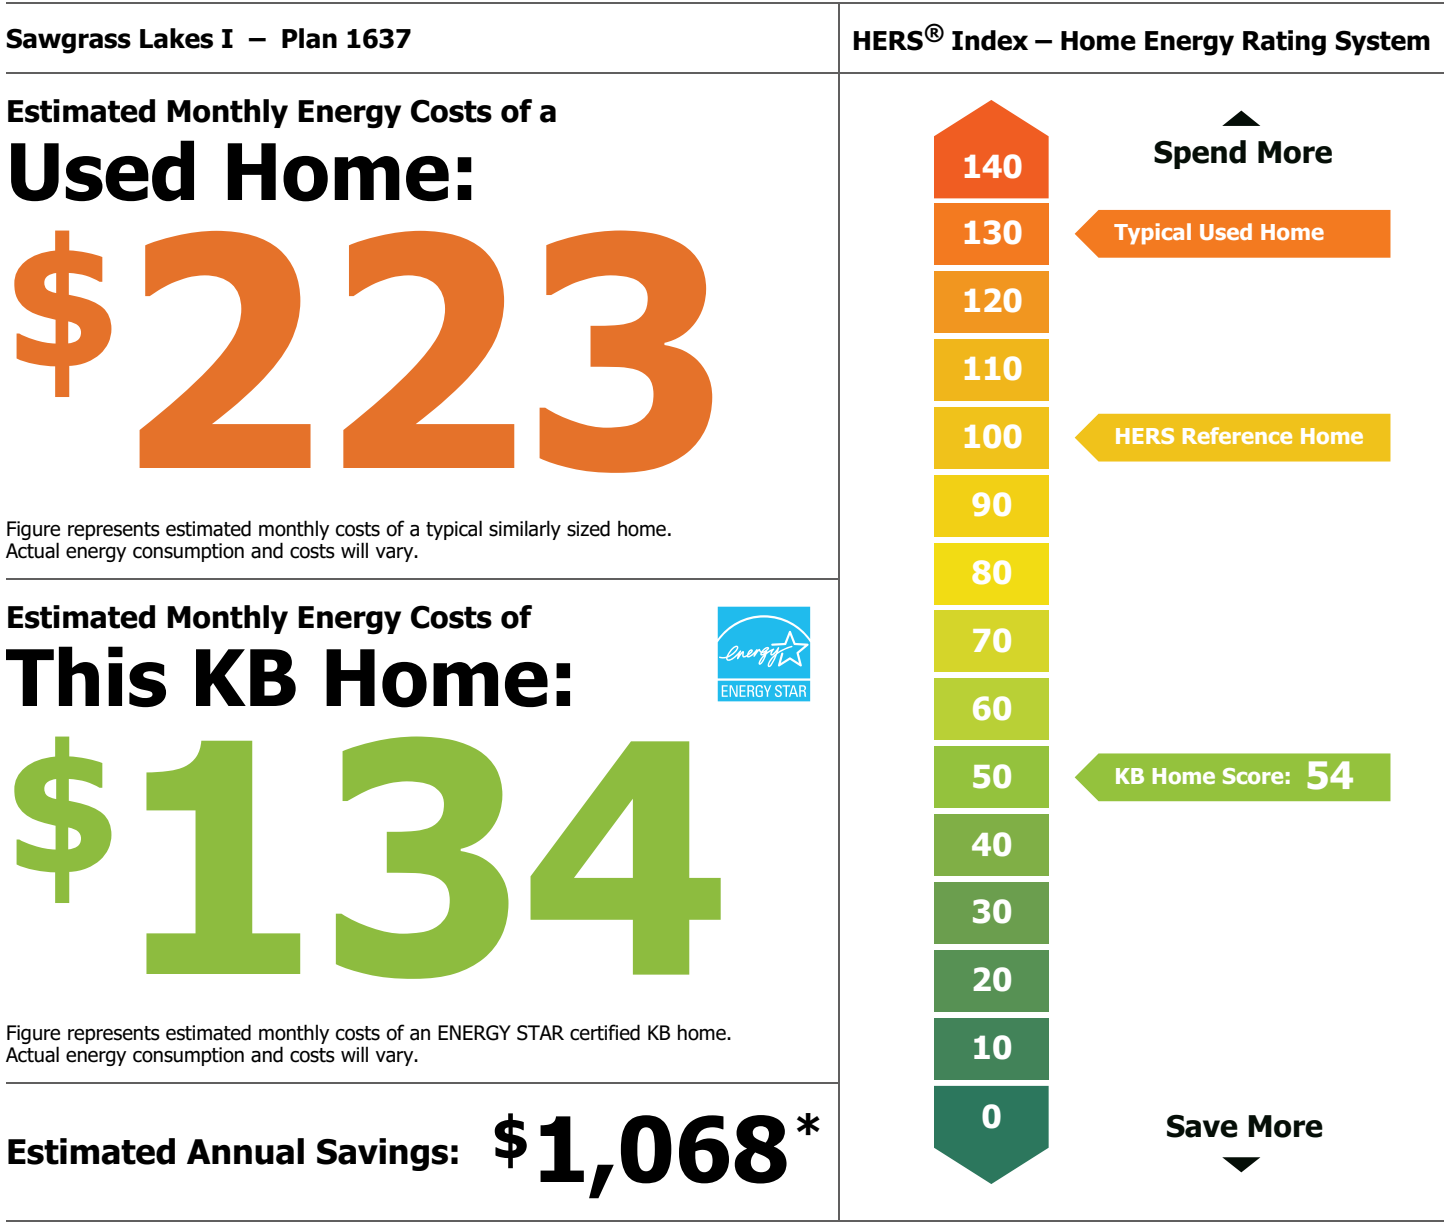 Sawgrass Lakes I – Plan 1637
Estimated Monthly Energy Costs of a
Used Home:
$223
Figure represents estimated monthly costs of a typical similarly sized home.
Actual energy consumption and costs will vary.
Estimated Monthly Energy Costs of
This KB Home:
energy
ENERGY STAR
$134
Figure represents estimated monthly costs of an ENERGY STAR certified KB home.
Actual energy consumption and costs will vary.
Estimated Annual Savings: $1,068*
HERS® Index – Home Energy Rating System
Spend More
140
130 Typical Used Home
120
110
100 HERS Reference Home
90
80
70
60
50 KB Home Score: 54
40
30
20
10
0
Save More